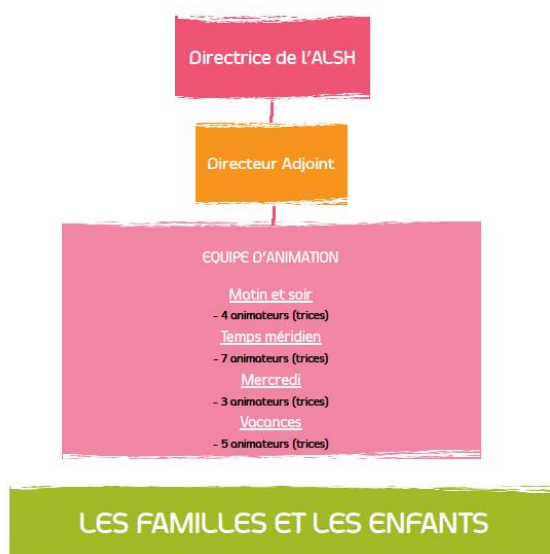 Directrice de l'ALSH
Directeur Adjoint
EQUIPE D'ANIMATION
Matin et soir
- 4 animateurs (trices)
Temps méridien
- 7 animateurs (trices)
Mercredi
- 3 animateurs (trices)
Vacances
- 5 animateurs (trices)
LES FAMILLES ET LES ENFANTS